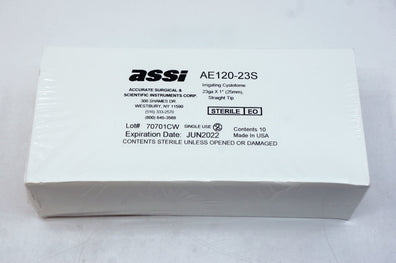 assi AE120-23S
Irrigating Cystotome
23ga X 1" (25mm),
Straight Tip
ACCURATE SURGICAL &
SCIENTIFIC INSTRUMENTS CORP.
300 SHAMES DR.
WESTBURY, NY 11590
(516) 333-2570
(800) 645-3569
STERILE EO
Lot# 70701CW SINGLE USE 2 Contents 10
Expiration Date: JUN2022 Made In USA
CONTENTS STERILE UNLESS OPENED OR DAMAGED